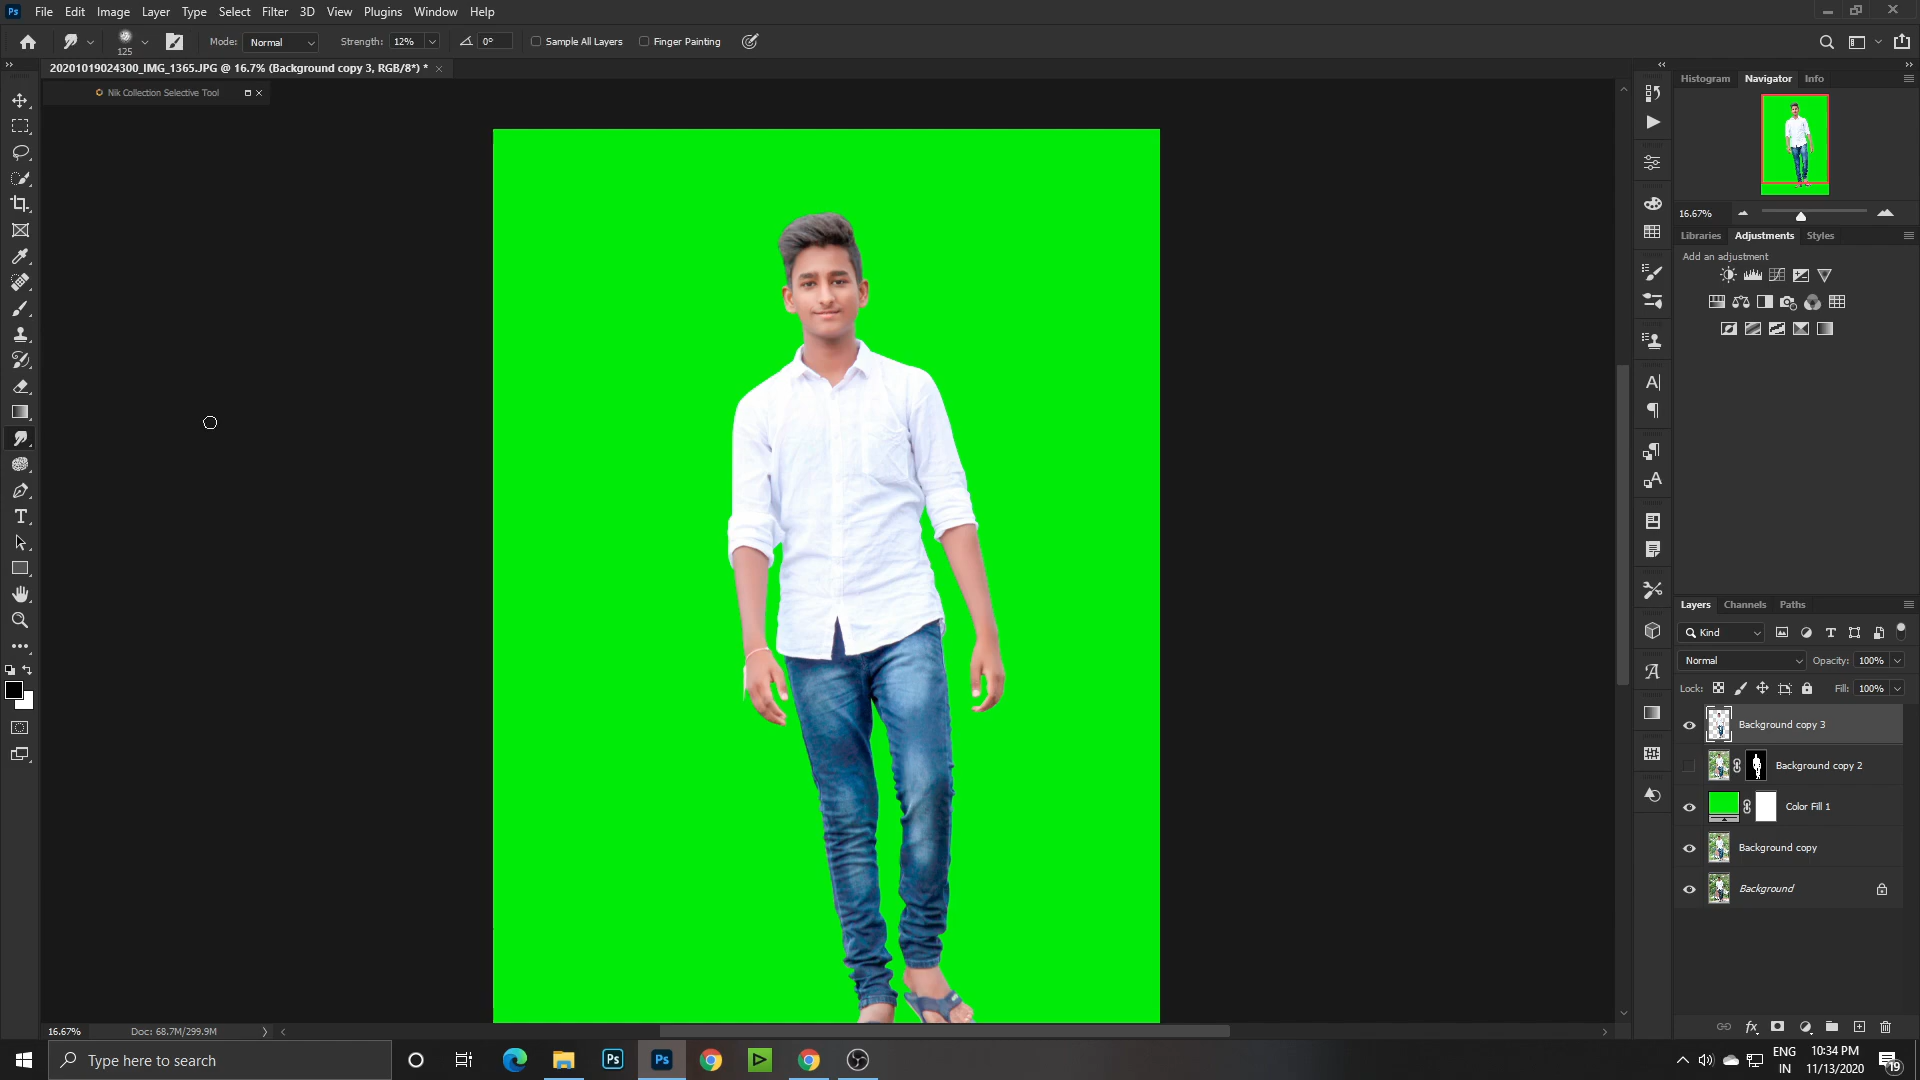 Ps File Edit Image Layer Type Select Filter 3D View Plugins Window Help
125 Mode: Normal Strength: 12% 0° Sample All Layers Finger Painting
20201019024300_IMG_1365.JPG @ 16.7% (Background copy 3, RGB/8*) *
Nik Collection Selective Tool
Histogram Navigator Info
16.67%
Libraries Adjustments Styles
Add an adjustment
Layers Channels Paths
Kind
Normal Opacity: 100%
Lock: Fill: 100%
Background copy 3
Background copy 2
Color Fill 1
Background copy
Background
16.67% Doc: 68.7M/299.9M
Type here to search
Ps Ps
ENG
IN
10:34 PM
11/13/2020
19